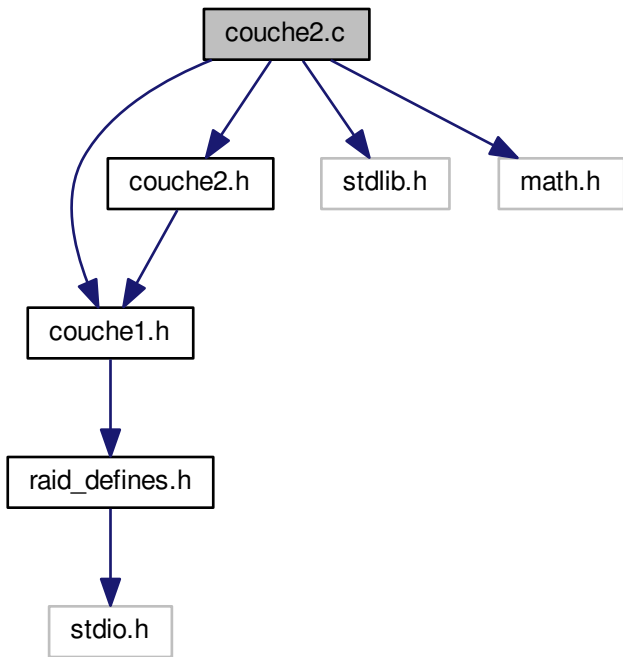 couche2.c
couche2.h
stdlib.h
math.h
couche1.h
raid_defines.h
stdio.h